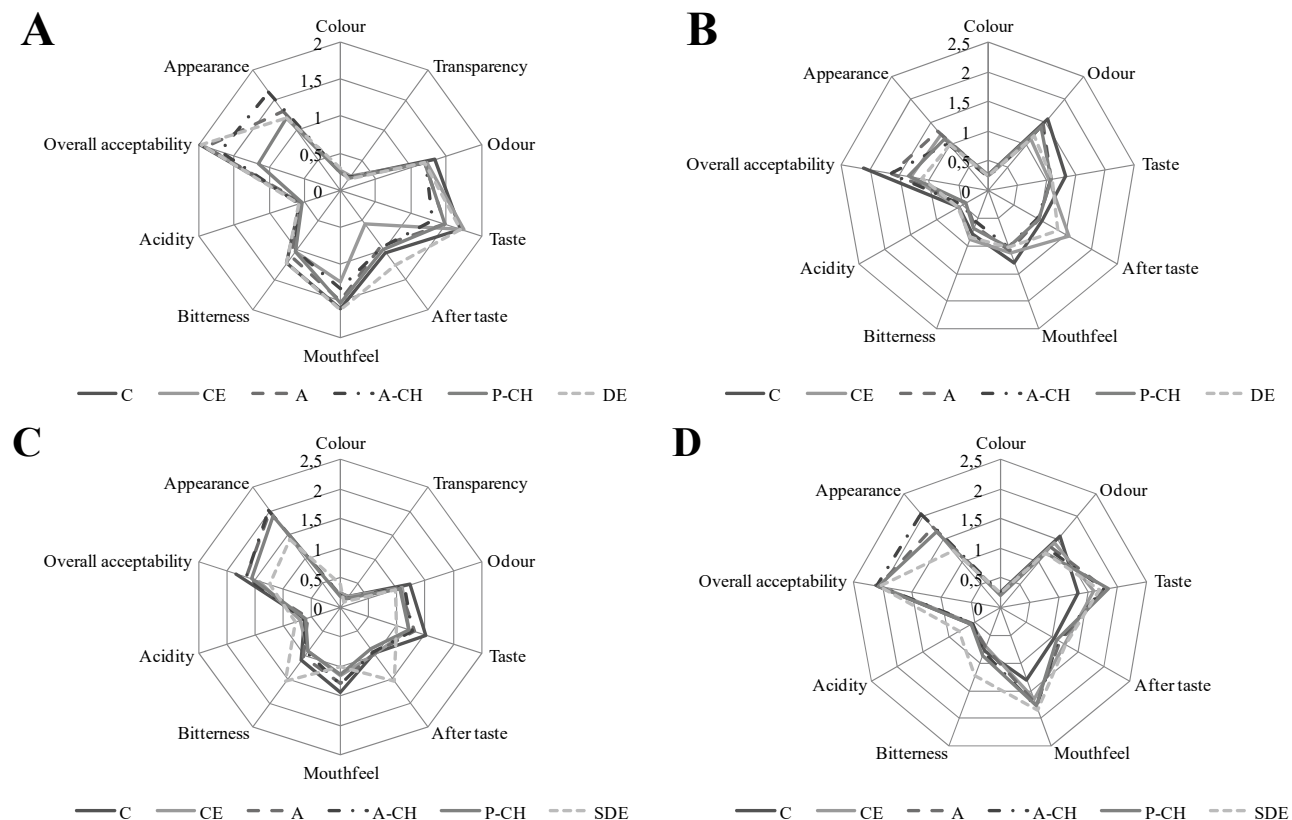 A
Colour
Transparency
Odour
Taste
After taste
Mouthfeel
Bitterness
Acidity
Overall acceptability
Appearance
2
1,5
1
0,5
0
C CE A A-CH P-CH DE
B
Colour
Odour
Taste
After taste
Mouthfeel
Bitterness
Acidity
Overall acceptability
Appearance
2,5
2
1,5
1
0,5
0
C CE A A-CH P-CH DE
C
Colour
Transparency
Odour
Taste
After taste
Mouthfeel
Bitterness
Acidity
Overall acceptability
Appearance
2,5
2
1,5
1
0,5
0
C CE A A-CH P-CH SDE
D
Colour
Odour
Taste
After taste
Mouthfeel
Bitterness
Acidity
Overall acceptability
Appearance
2,5
2
1,5
1
0,5
0
C CE A A-CH P-CH SDE